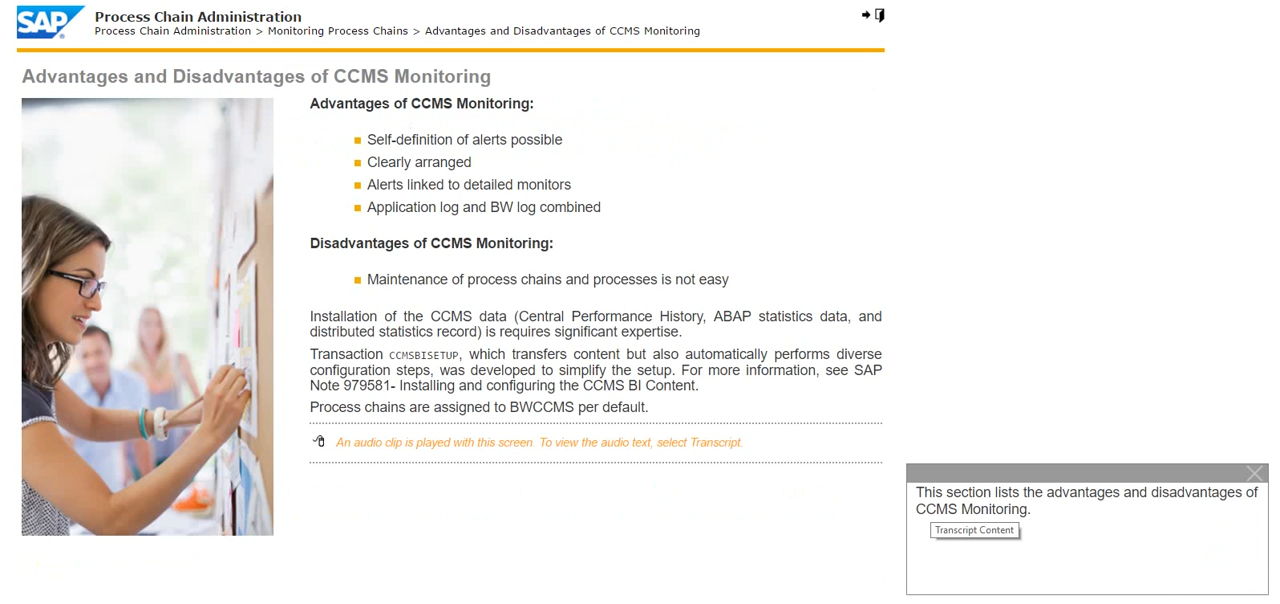 SAP
Process Chain Administration
Process Chain Administration > Monitoring Process Chains > Advantages and Disadvantages of CCMS Monitoring
Advantages and Disadvantages of CCMS Monitoring
Advantages of CCMS Monitoring:
Self-definition of alerts possible
Clearly arranged
Alerts linked to detailed monitors
Application log and BW log combined
Disadvantages of CCMS Monitoring:
Maintenance of process chains and processes is not easy
Installation of the CCMS data (Central Performance History, ABAP statistics data, and
distributed statistics record) is requires significant expertise.
Transaction CCMSBISETUP, which transfers content but also automatically performs diverse
configuration steps, was developed to simplify the setup. For more information, see SAP
Note 979581- Installing and configuring the CCMS BI Content.
Process chains are assigned to BWCCMS per default.
An audio clip is played with this screen. To view the audio text, select Transcript.
This section lists the advantages and disadvantages of
CCMS Monitoring.
Transcript Content